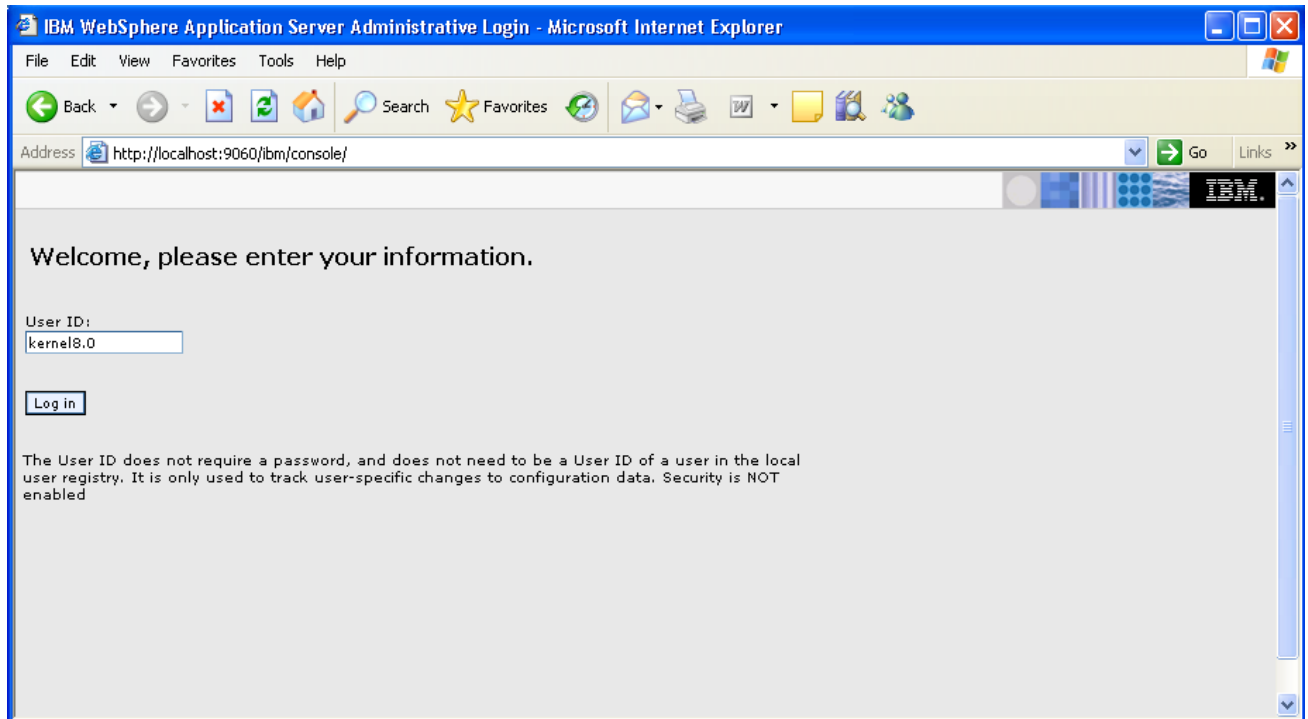 IBM WebSphere Application Server Administrative Login - Microsoft Internet Explorer
File Edit View Favorites Tools Help
Back Search Favorites
Address http://localhost:9060/ibm/console/ Go Links »
IBM.
Welcome, please enter your information.
User ID:
kernel8.0
Log in
The User ID does not require a password, and does not need to be a User ID of a user in the local
user registry. It is only used to track user-specific changes to configuration data. Security is NOT
enabled